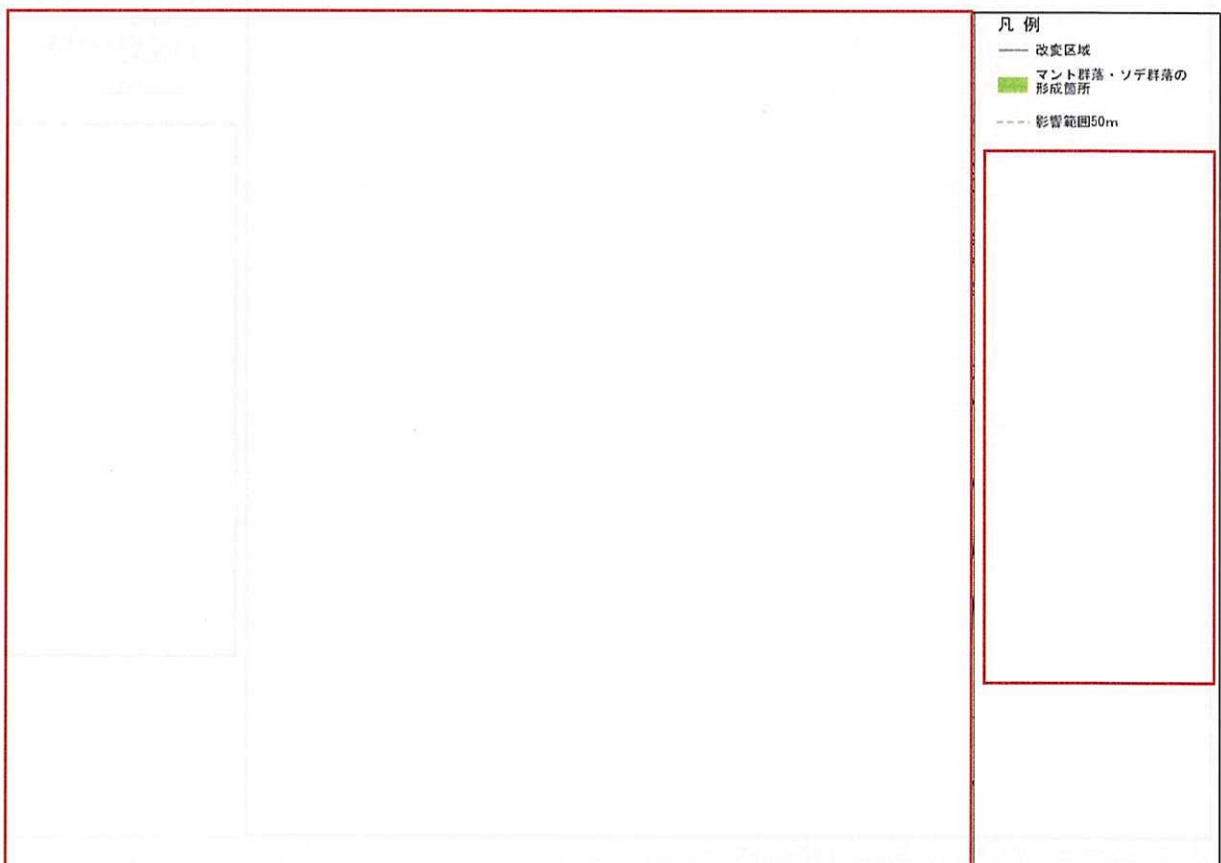 凡 例
改変区域
マント群落・ソデ群落の
形成箇所
影響範囲50m